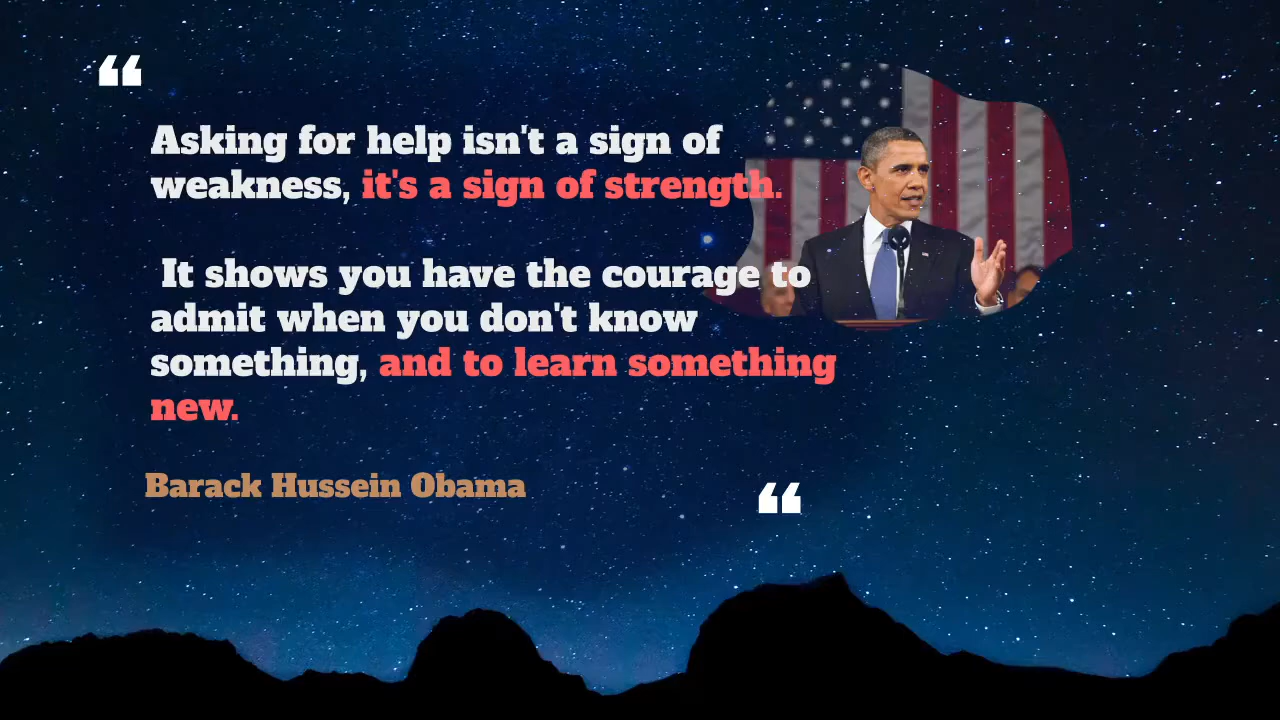 ❝
Asking for help isn't a sign of
weakness, it's a sign of strength.
It shows you have the courage to
admit when you don't know
something, and to learn something
new.
Barack Hussein Obama
❝